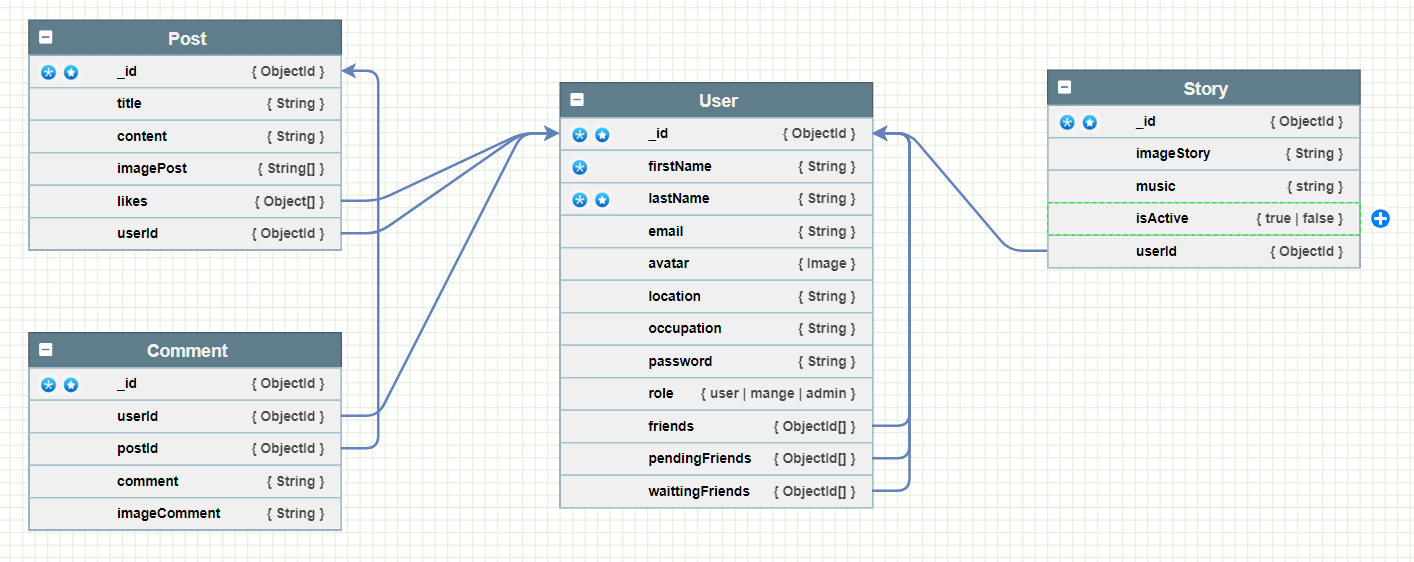 Post
_id { ObjectId }
title { String }
content { String }
imagePost { String[] }
likes { Object[] }
userId { ObjectId }
Comment
_id { ObjectId }
userId { ObjectId }
postId { ObjectId }
comment { String }
imageComment { String }
User
_id { ObjectId }
firstName { String }
lastName { String }
email { String }
avatar { Image }
location { String }
occupation { String }
password { String }
role { user | mange | admin }
friends { ObjectId[] }
pendingFriends { ObjectId[] }
waittingFriends { ObjectId[] }
Story
_id { ObjectId }
imageStory { String }
music { string }
isActive { true | false }
userId { ObjectId }